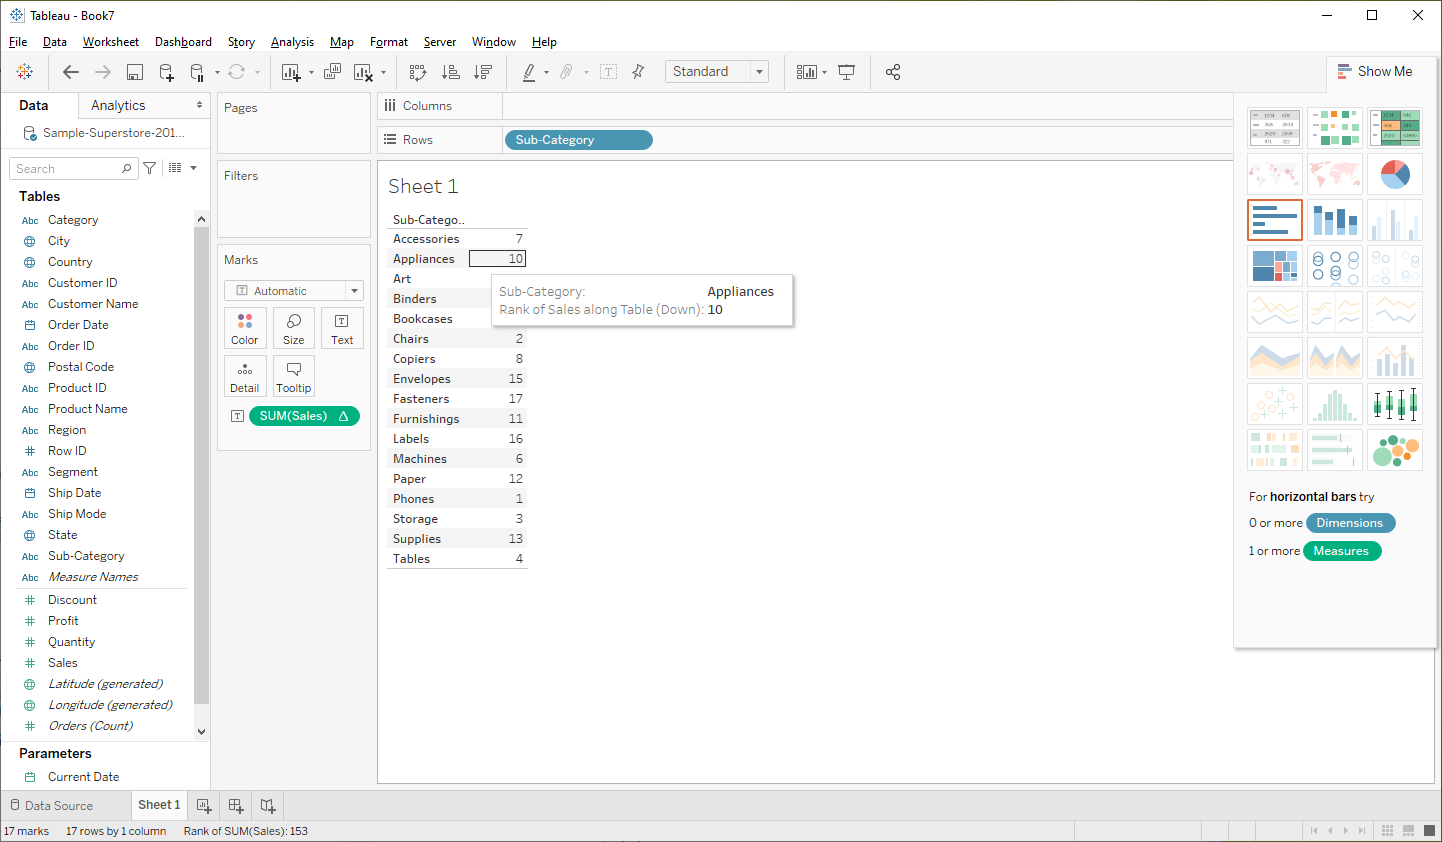 Tableau - Book7
File Data Worksheet Dashboard Story Analysis Map Format Server Window Help
Standard
Show Me
Data Analytics
Sample-Superstore-201...
Search
Tables
Abc Category
City
Country
Abc Customer ID
Abc Customer Name
Order Date
Abc Order ID
Postal Code
Abc Product ID
Abc Product Name
Abc Region
Row ID
Abc Segment
Ship Date
Abc Ship Mode
State
Abc Sub-Category
Abc Measure Names
Discount
Profit
Quantity
Sales
Latitude (generated)
Longitude (generated)
Orders (Count)
Parameters
Current Date
Pages
Filters
Marks
Automatic
Color Size Text
Detail Tooltip
SUM(Sales) Δ
Columns
Rows Sub-Category
Sheet 1
Sub-Catego..
Accessories 7
Appliances 10
Art
Binders
Bookcases
Chairs 2
Copiers 8
Envelopes 15
Fasteners 17
Furnishings 11
Labels 16
Machines 6
Paper 12
Phones 1
Storage 3
Supplies 13
Tables 4
Sub-Category: Appliances
Rank of Sales along Table (Down): 10
For horizontal bars try
0 or more Dimensions
1 or more Measures
Data Source Sheet 1
17 marks 17 rows by 1 column Rank of SUM(Sales): 153